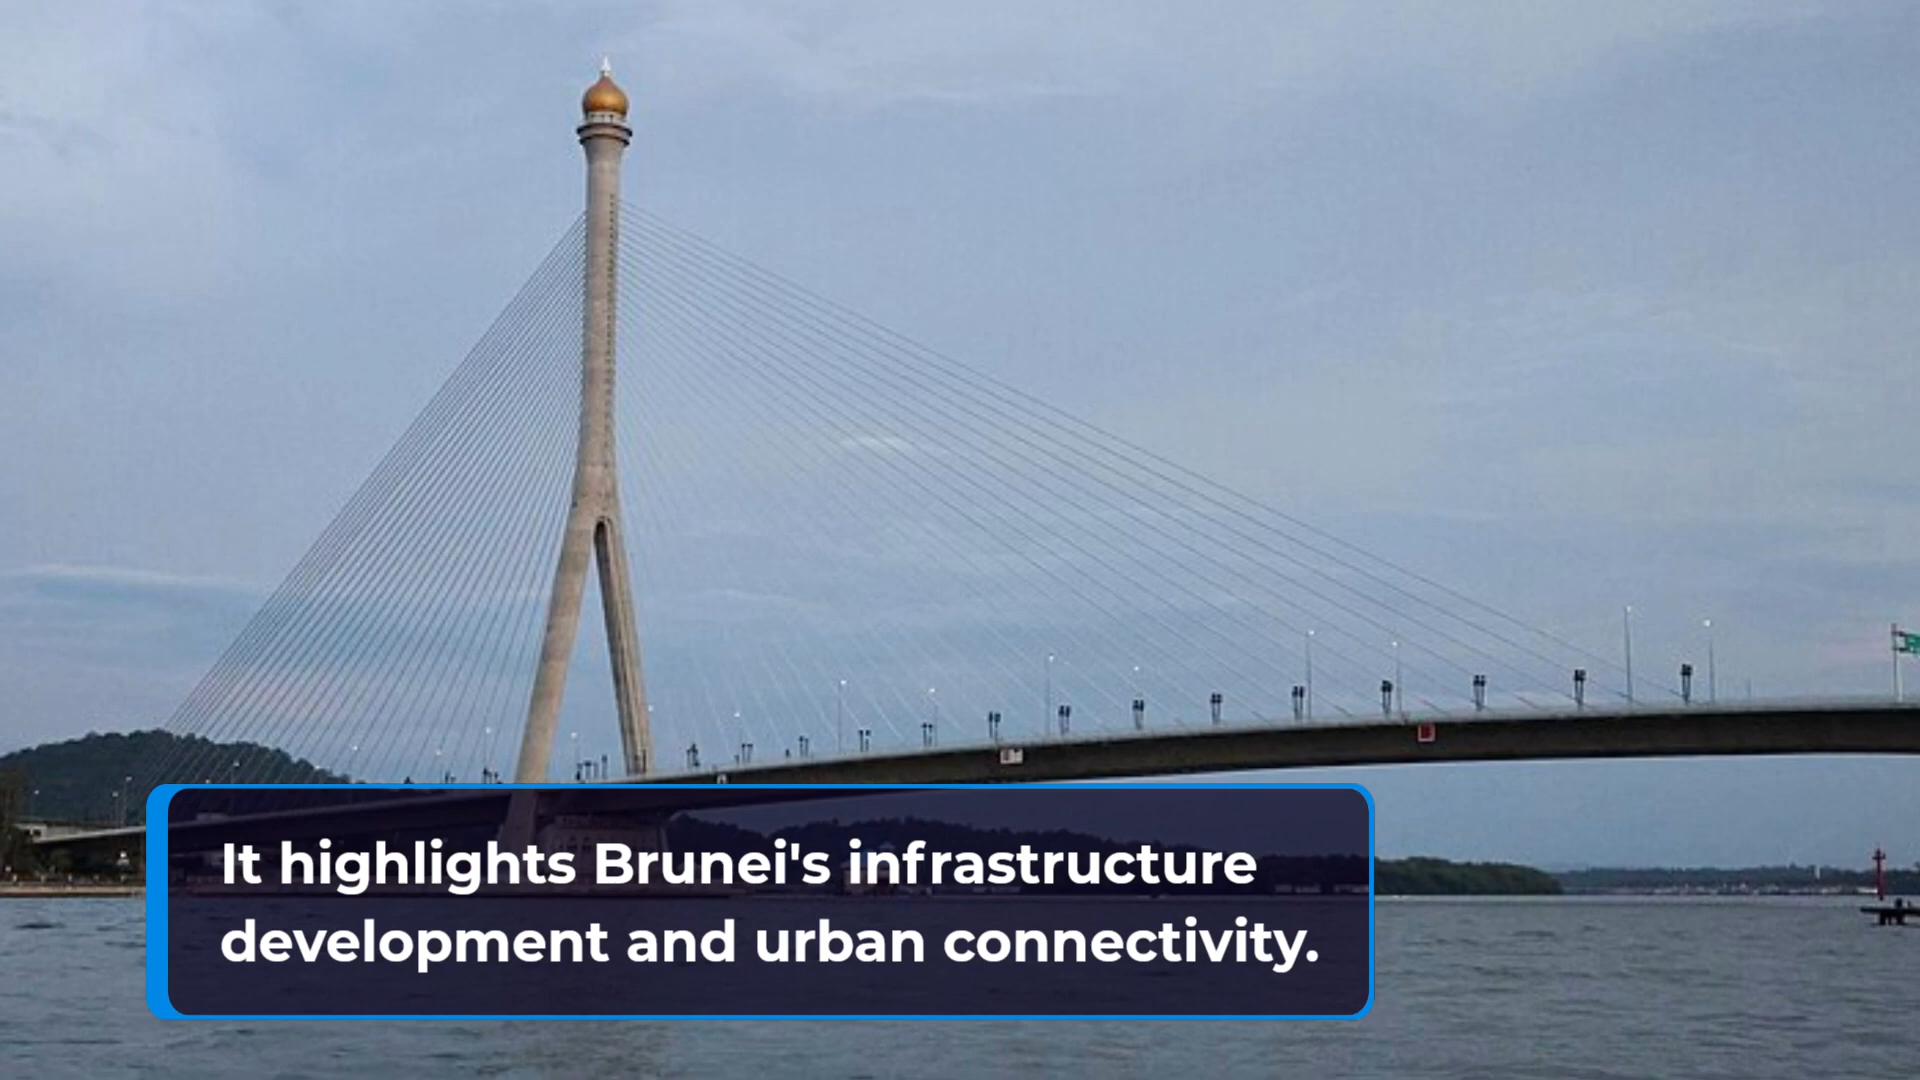 It highlights Brunei's infrastructure
development and urban connectivity.